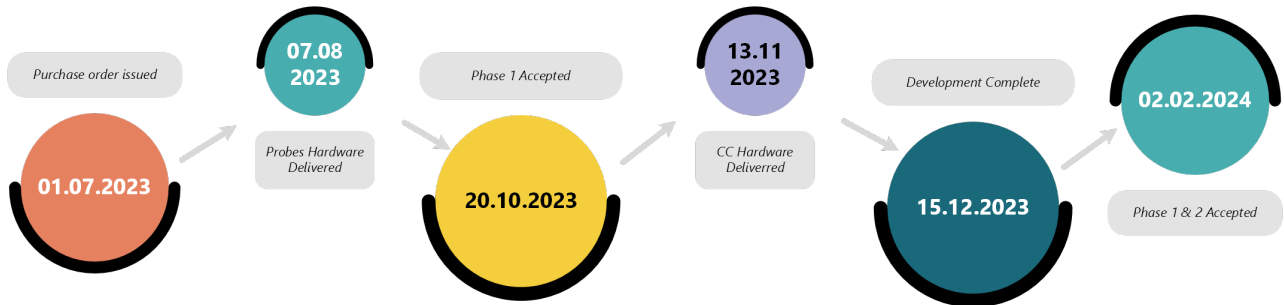 Purchase order issued
01.07.2023
07.08
2023
Probes Hardware
Delivered
Phase 1 Accepted
20.10.2023
13.11
2023
CC Hardware
Deliverred
Development Complete
15.12.2023
02.02.2024
Phase 1 & 2 Accepted